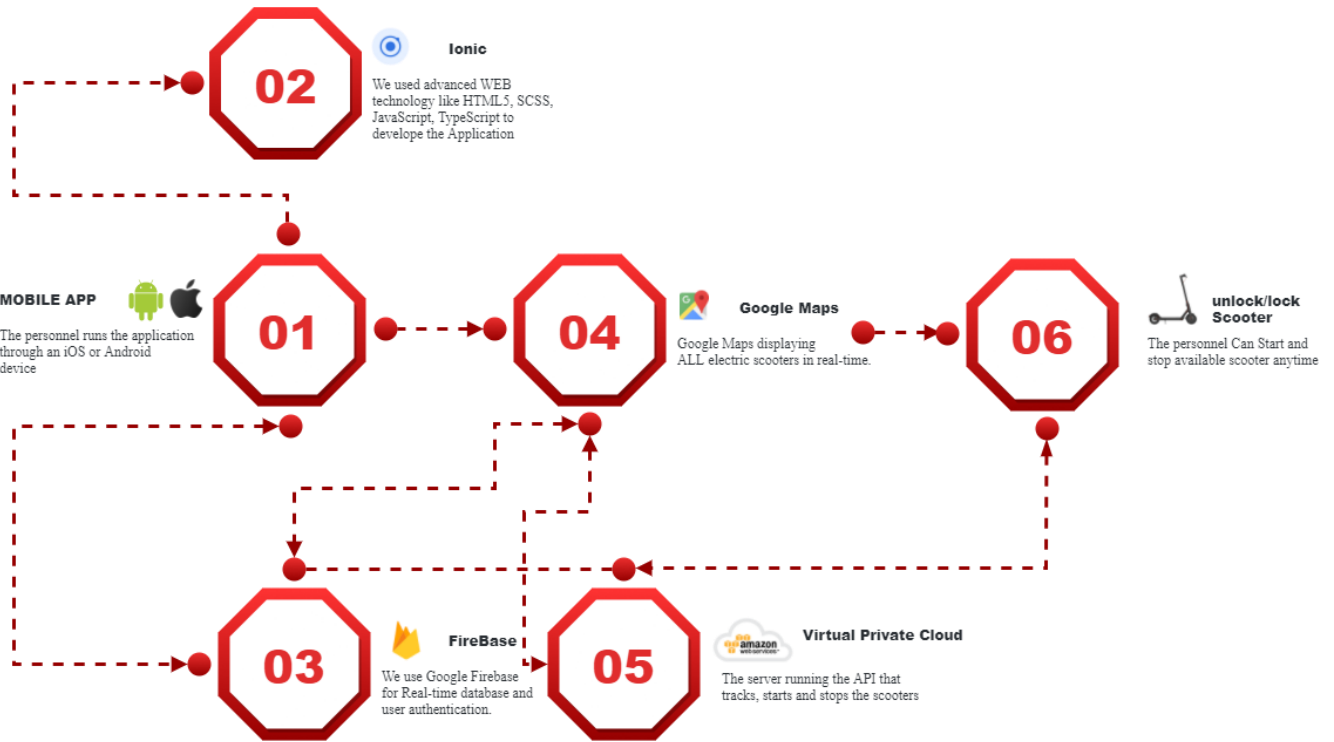 02
Ionic
We used advanced WEB
technology like HTML5, SCSS,
JavaScript, TypeScript to
develope the Application
MOBILE APP
The personnel runs the application
through an iOS or Android
device
01
04
G
Google Maps
Google Maps displaying
ALL electric scooters in real-time.
06
unlock/lock
Scooter
The personnel Can Start and
stop available scooter anytime
03
FireBase
We use Google Firebase
for Real-time database and
user authentication.
05
amazon
webservices™
Virtual Private Cloud
The server running the API that
tracks, starts and stops the scooters